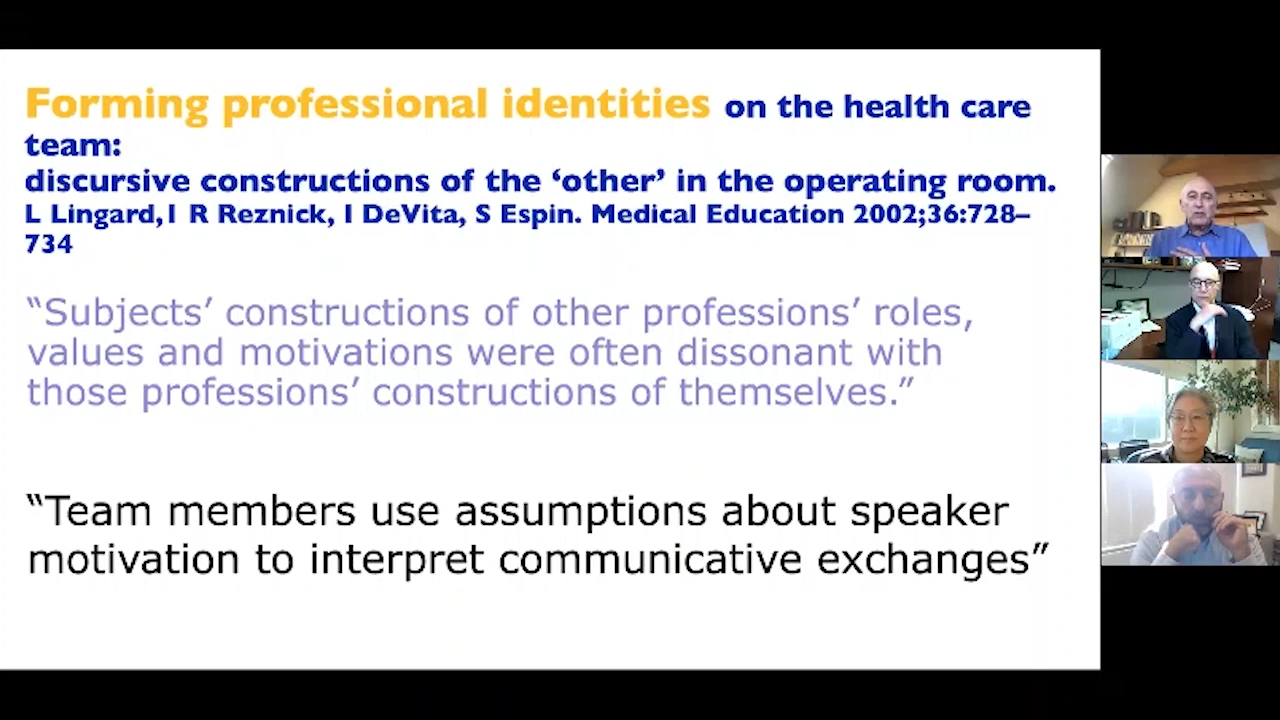 Forming professional identities on the health care
team:
discursive constructions of the ‘other’ in the operating room.
L Lingard,1 R Reznick, 1 DeVita, S Espin. Medical Education 2002;36:728–
734
“Subjects’ constructions of other professions’ roles,
values and motivations were often dissonant with
those professions’ constructions of themselves.”
“Team members use assumptions about speaker
motivation to interpret communicative exchanges”